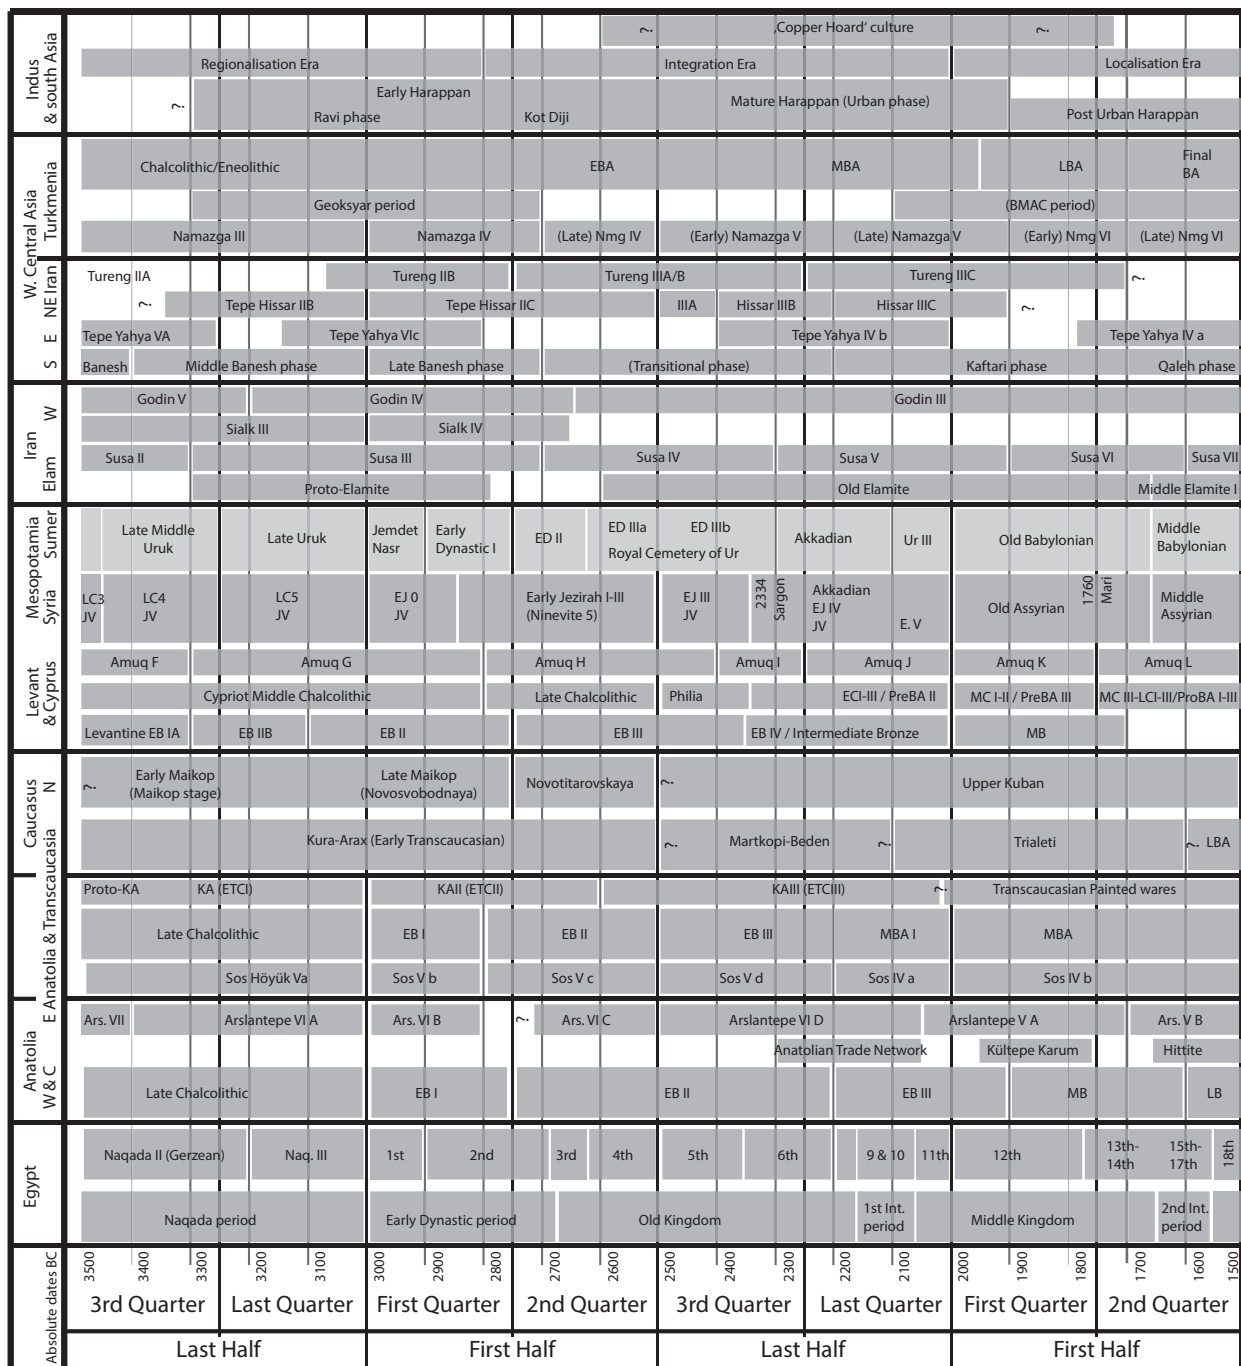 Indus
& south Asia
?
‚Copper Hoard' culture
?
Regionalisation Era
Integration Era
Localisation Era
?
Early Harappan
Ravi phase
Kot Diji
Mature Harappan (Urban phase)
Post Urban Harappan
W. Central Asia
Turkmenia
Chalcolithic/Eneolithic
EBA
MBA
LBA
Final
BA
Geoksyar period
(BMAC period)
Namazga III
Namazga IV
(Late) Nmg IV
(Early) Namazga V
(Late) Namazga V
(Early) Nmg VI
(Late) Nmg VI
NE Iran
Tureng IIA
Tureng IIB
Tureng IIIA/B
Tureng IIIC
?
?
Tepe Hissar IIB
Tepe Hissar IIC
IIIA
Hissar IIIB
Hissar IIIC
?
E
Tepe Yahya VA
Tepe Yahya VIc
Tepe Yahya IV b
Tepe Yahya IV a
S
Banesh
Middle Banesh phase
Late Banesh phase
(Transitional phase)
Kaftari phase
Qaleh phase
Iran
W
Godin V
Godin IV
Godin III
Sialk III
Sialk IV
Elam
Susa II
Susa III
Susa IV
Susa V
Susa VI
Susa VII
Proto-Elamite
Old Elamite
Middle Elamite I
Mesopotamia
Sumer
Late Middle
Uruk
Late Uruk
Jemdet
Nasr
Early
Dynastic I
ED II
ED IIIa
ED IIIb
Royal Cemetery of Ur
Akkadian
Ur III
Old Babylonian
Middle
Babylonian
Syria
LC3
JV
LC4
JV
LC5
JV
EJ 0
JV
Early Jezirah I-III
(Ninevite 5)
EJ III
JV
2334
Sargon
Akkadian
EJ IV
JV
E. V
Old Assyrian
1760
Mari
Middle
Assyrian
Levant
& Cyprus
Amuq F
Amuq G
Amuq H
Amuq I
Amuq J
Amuq K
Amuq L
Cypriot Middle Chalcolithic
Late Chalcolithic
Philia
ECI-III / PreBA II
MC I-II / PreBA III
MC III-LCI-III/ProBA I-III
Levantine EB IA
EB IIB
EB II
EB III
EB IV / Intermediate Bronze
MB
Caucasus
N
?
Early Maikop
(Maikop stage)
Late Maikop
(Novosvobodnaya)
Novotitarovskaya
?
Upper Kuban
Kura-Arax (Early Transcaucasian)
?
Martkopi-Beden
?
Trialeti
?
LBA
E Anatolia & Transcaucasia
Proto-KA
KA (ETCI)
KAII (ETCII)
KAIII (ETCIII)
?
Transcaucasian Painted wares
Late Chalcolithic
EB I
EB II
EB III
MBA I
MBA
Sos Höyük Va
Sos V b
Sos V c
Sos V d
Sos IV a
Sos IV b
Ars. VII
Arslantepe VI A
Ars. VI B
?
Ars. VI C
Arslantepe VI D
Arslantepe V A
Ars. V B
Anatolia
W & C
Anatolian Trade Network
Kültepe Karum
Hittite
Late Chalcolithic
EB I
EB II
EB III
MB
LB
Egypt
Naqada II (Gerzean)
Naq. III
1st
2nd
3rd
4th
5th
6th
9 & 10
11th
12th
13th-
14th
15th-
17th
18th
Naqada period
Early Dynastic period
Old Kingdom
1st Int.
period
Middle Kingdom
2nd Int.
period
Absolute dates BC
3500
3400
3300
3200
3100
3000
2900
2800
2700
2600
2500
2400
2300
2200
2100
2000
1900
1800
1700
1600
1500
3rd Quarter
Last Quarter
First Quarter
2nd Quarter
3rd Quarter
Last Quarter
First Quarter
2nd Quarter
Last Half
First Half
Last Half
First Half